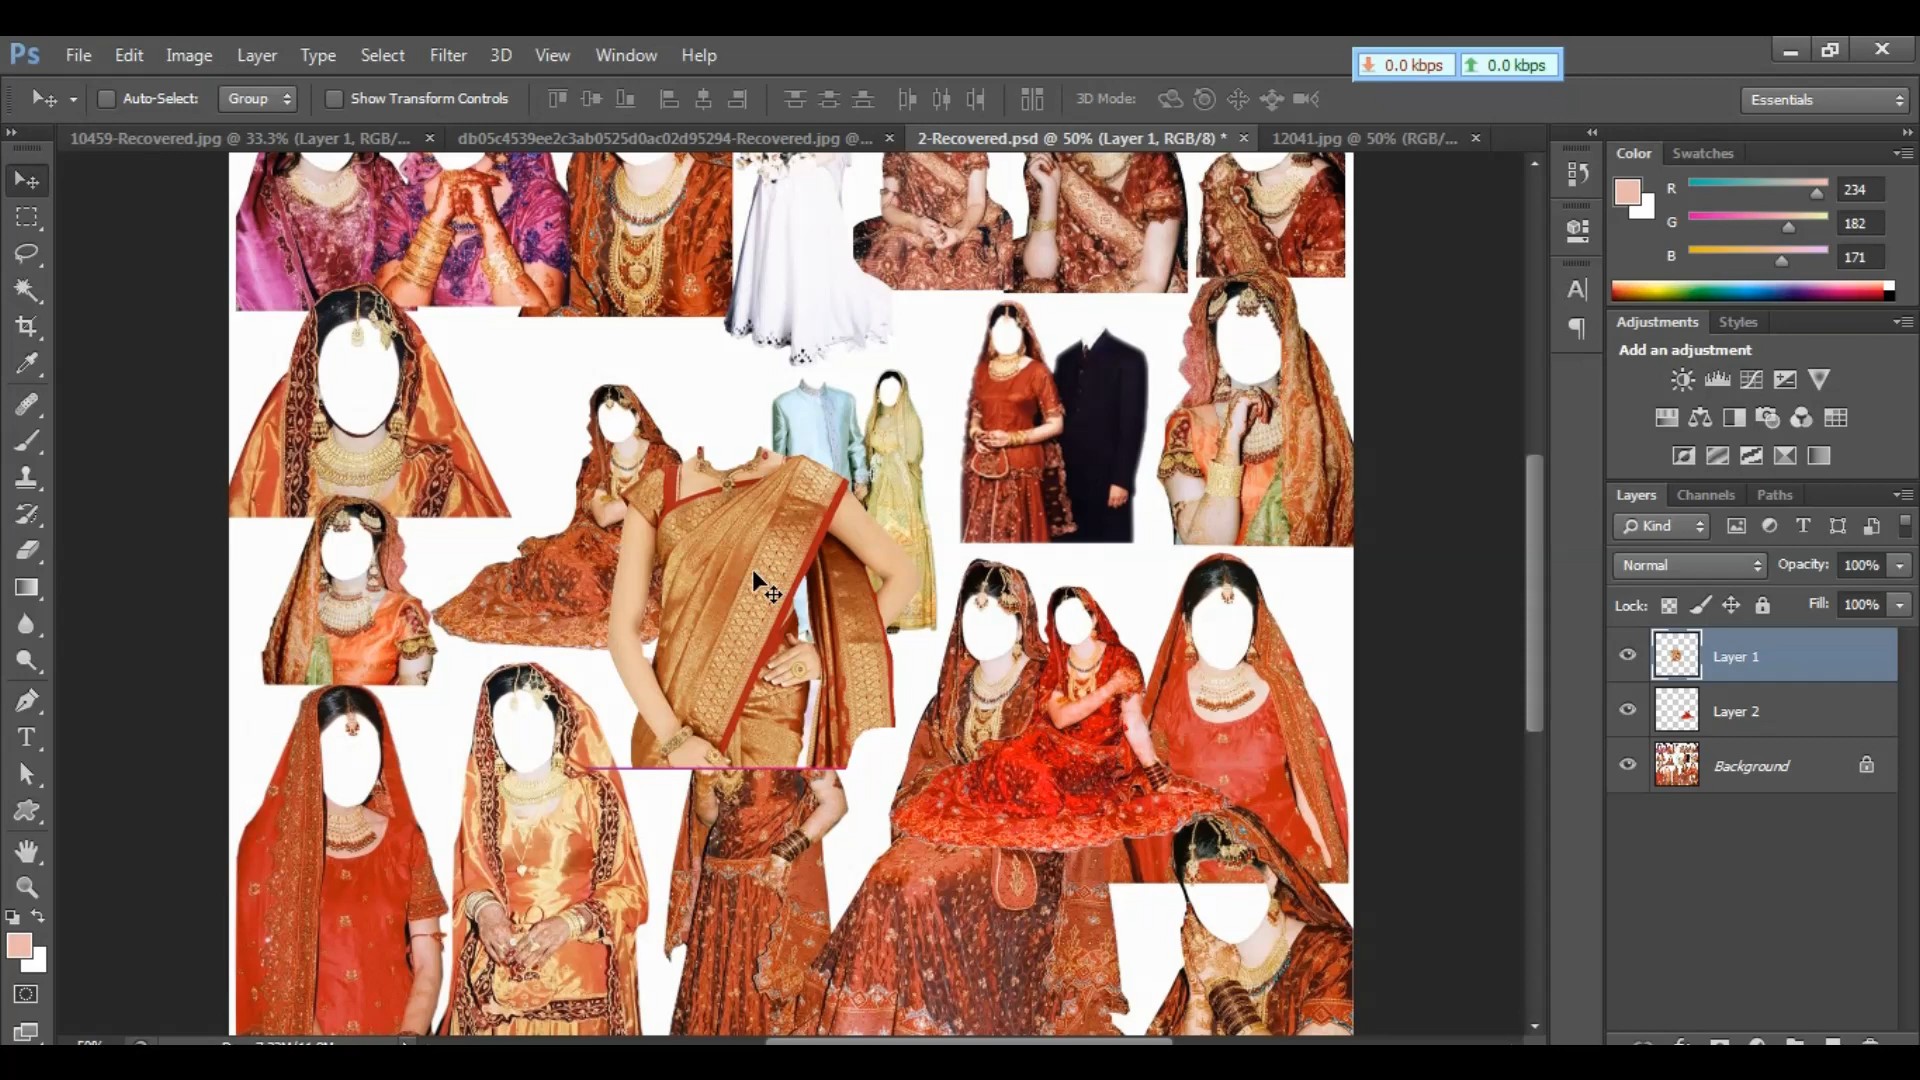 Ps File Edit Image Layer Type Select Filter 3D View Window Help 0.0 kbps 0.0 kbps
Auto-Select: Group Show Transform Controls 3D Mode: Essentials
10459-Recovered.jpg @ 33.3% (Layer 1, RGB/... × db05c4539ee2c3ab0525d0ac02d95294-Recovered.jpg @... × 2-Recovered.psd @ 50% (Layer 1, RGB/8) * × 12041.jpg @ 50% (RGB/... ×
Color Swatches
R 234
G 182
B 171
Adjustments Styles
Add an adjustment
Layers Channels Paths
Kind
Normal Opacity: 100%
Lock: Fill: 100%
Layer 1
Layer 2
Background